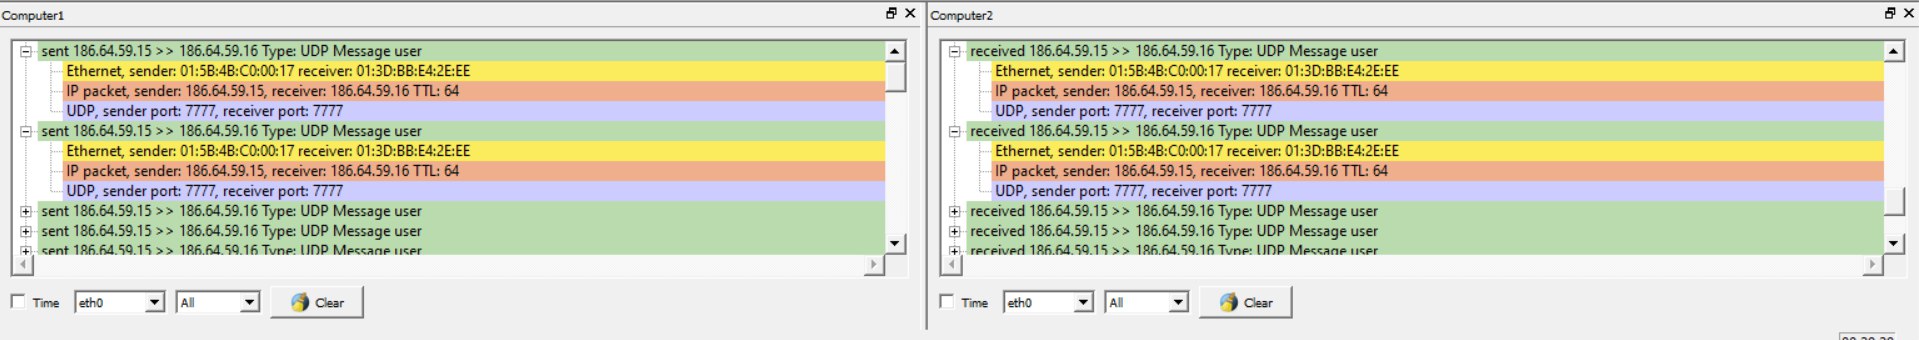 Computer1
sent 186.64.59.15 >> 186.64.59.16 Type: UDP Message user
Ethernet, sender: 01:5B:4B:C0:00:17 receiver: 01:3D:BB:E4:2E:EE
IP packet, sender: 186.64.59.15, receiver: 186.64.59.16 TTL: 64
UDP, sender port: 7777, receiver port: 7777
sent 186.64.59.15 >> 186.64.59.16 Type: UDP Message user
Ethernet, sender: 01:5B:4B:C0:00:17 receiver: 01:3D:BB:E4:2E:EE
IP packet, sender: 186.64.59.15, receiver: 186.64.59.16 TTL: 64
UDP, sender port: 7777, receiver port: 7777
sent 186.64.59.15 >> 186.64.59.16 Type: UDP Message user
sent 186.64.59.15 >> 186.64.59.16 Type: UDP Message user
sent 186.64.59.15 >> 186.64.59.16 Type: UDP Message user
Time eth0 All Clear
Computer2
received 186.64.59.15 >> 186.64.59.16 Type: UDP Message user
Ethernet, sender: 01:5B:4B:C0:00:17 receiver: 01:3D:BB:E4:2E:EE
IP packet, sender: 186.64.59.15, receiver: 186.64.59.16 TTL: 64
UDP, sender port: 7777, receiver port: 7777
received 186.64.59.15 >> 186.64.59.16 Type: UDP Message user
Ethernet, sender: 01:5B:4B:C0:00:17 receiver: 01:3D:BB:E4:2E:EE
IP packet, sender: 186.64.59.15, receiver: 186.64.59.16 TTL: 64
UDP, sender port: 7777, receiver port: 7777
received 186.64.59.15 >> 186.64.59.16 Type: UDP Message user
received 186.64.59.15 >> 186.64.59.16 Type: UDP Message user
received 186.64.59.15 >> 186.64.59.16 Type: UDP Message user
Time eth0 All Clear